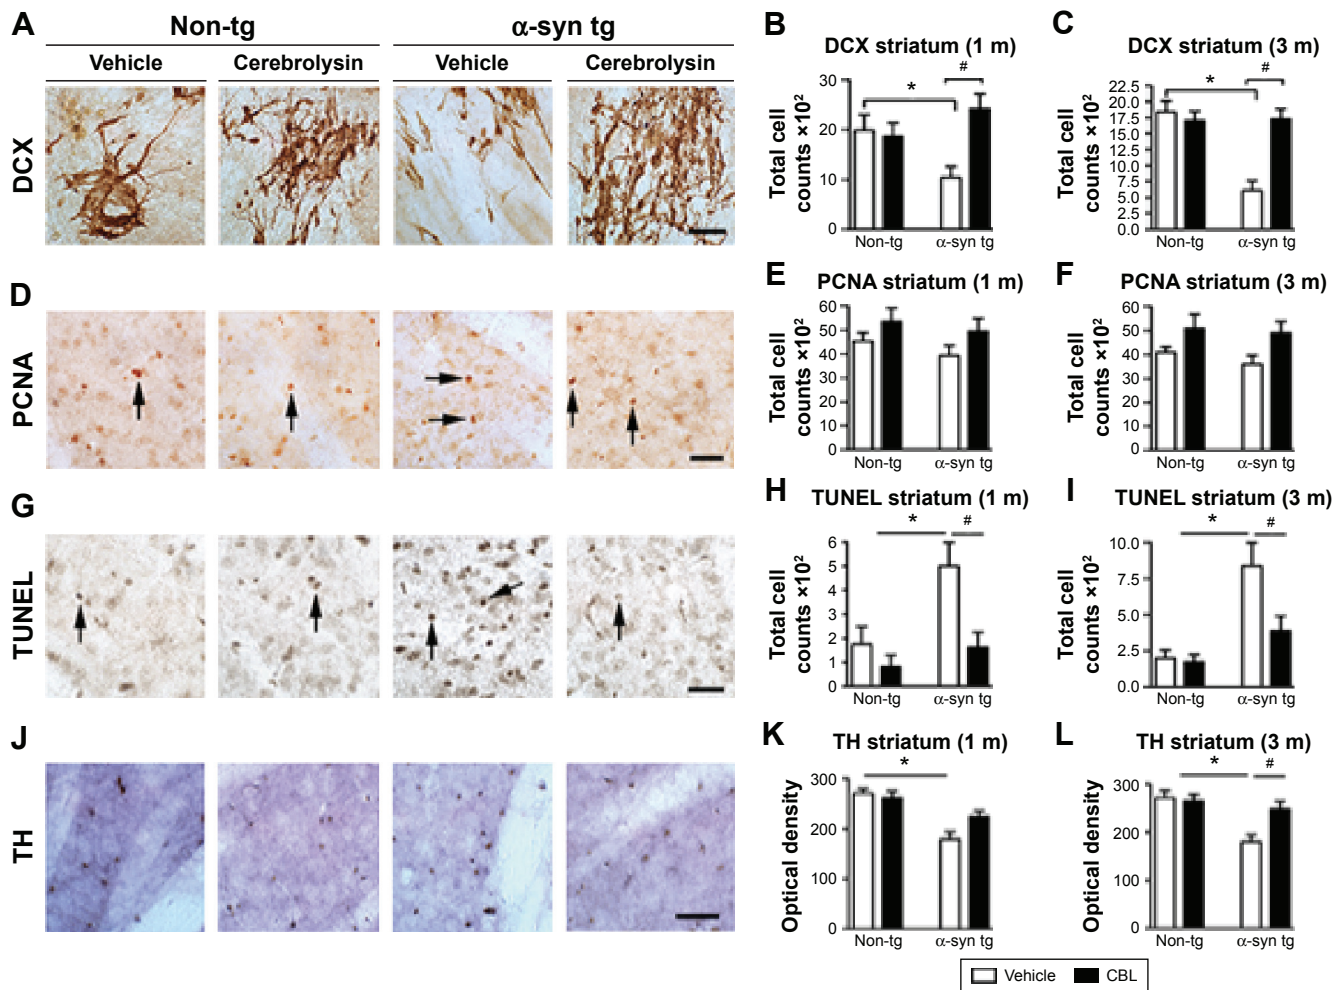 A
Non-tg
α-syn tg
Vehicle
Cerebrolysin
Vehicle
Cerebrolysin
DCX
B
DCX striatum (1 m)
Total cell
counts ×10²
30
20
10
0
*
#
Non-tg
α-syn tg
C
DCX striatum (3 m)
Total cell
counts ×10²
22.5
20.0
17.5
15.0
12.5
10.0
7.5
5.0
2.5
0.0
*
#
Non-tg
α-syn tg
D
PCNA
E
PCNA striatum (1 m)
Total cell
counts ×10²
60
50
40
30
20
10
0
Non-tg
α-syn tg
F
PCNA striatum (3 m)
Total cell
counts ×10²
60
50
40
30
20
10
0
Non-tg
α-syn tg
G
TUNEL
H
TUNEL striatum (1 m)
Total cell
counts ×10²
6
5
4
3
2
1
0
*
#
Non-tg
α-syn tg
I
TUNEL striatum (3 m)
Total cell
counts ×10²
10.0
7.5
5.0
2.5
0.0
*
#
Non-tg
α-syn tg
J
TH
K
TH striatum (1 m)
Optical density
300
200
100
0
*
Non-tg
α-syn tg
L
TH striatum (3 m)
Optical density
300
200
100
0
*
#
Non-tg
α-syn tg
Vehicle
CBL